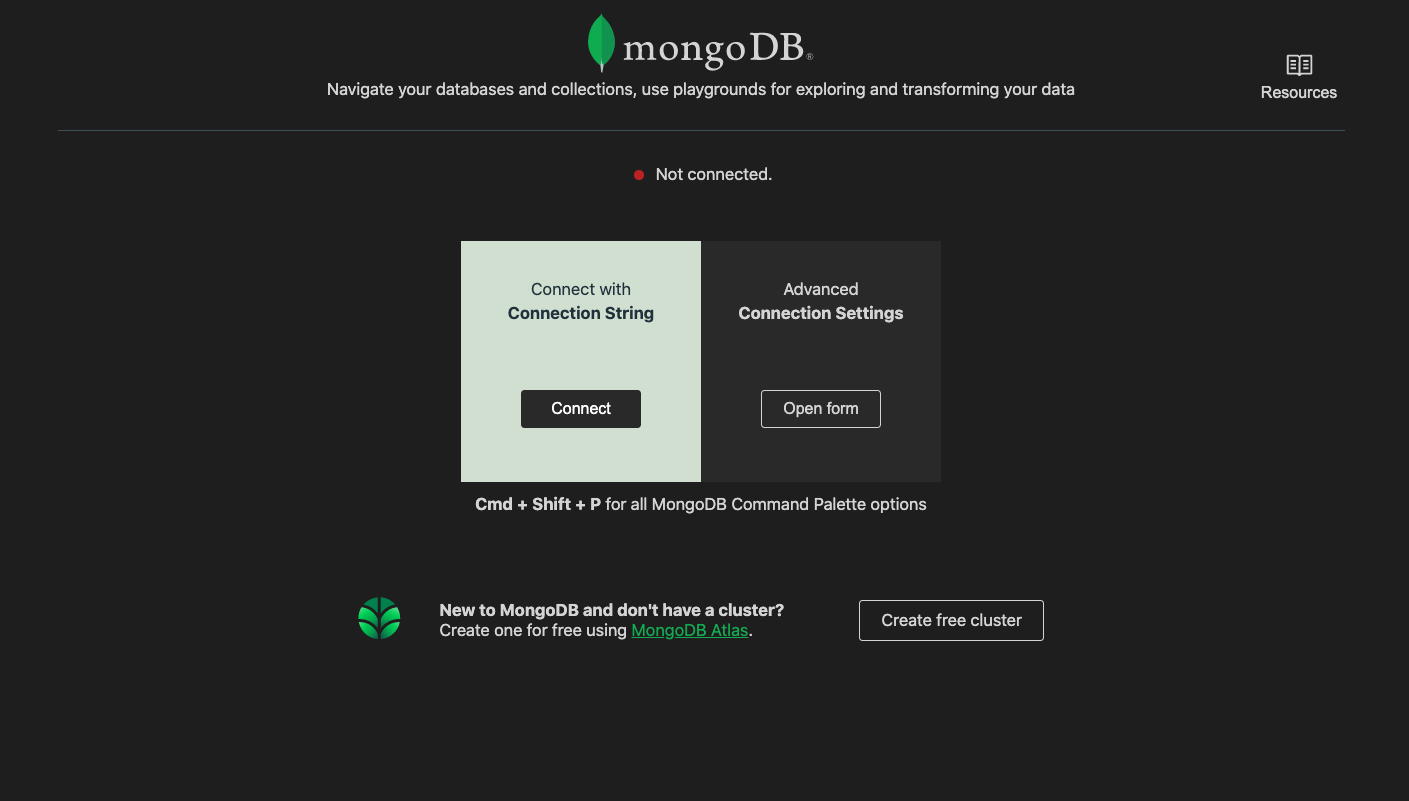 mongoDB®
Navigate your databases and collections, use playgrounds for exploring and transforming your data
Resources
Not connected.
Connect with
Connection String
Connect
Advanced
Connection Settings
Open form
Cmd + Shift + P for all MongoDB Command Palette options
New to MongoDB and don't have a cluster?
Create one for free using MongoDB Atlas.
Create free cluster